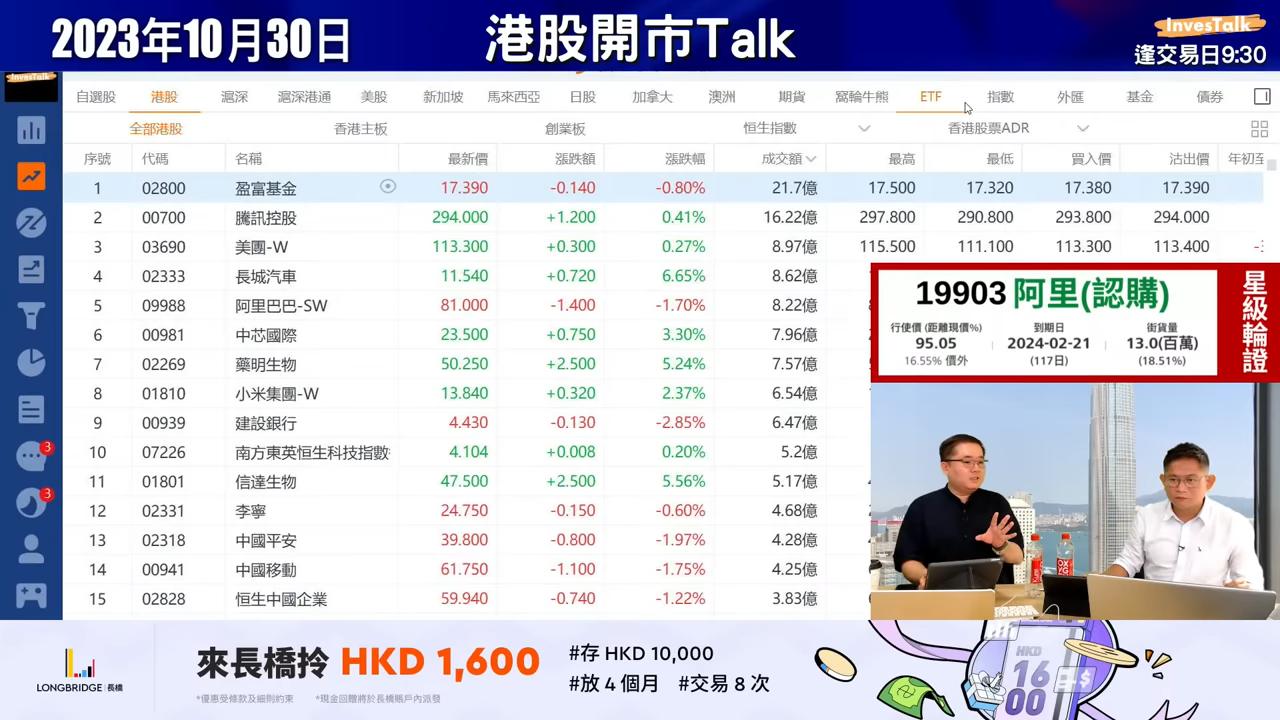 2023年10月30日
港股開市Talk
InvesTalk
逢交易日9:30
InvesTalk
自選股 港股 滬深 滬深港通 美股 新加坡 馬來西亞 日股 加拿大 澳洲 期貨 窩輪牛熊 ETF 指數 外匯 基金 債券
全部港股 香港主板 創業板 恒生指數 香港股票ADR
序號 代碼 名稱 最新價 漲跌額 漲跌幅 成交額 最高 最低 買入價 沽出價 年初至
1 02800 盈富基金 17.390 -0.140 -0.80% 21.7億 17.500 17.320 17.380 17.390
2 00700 騰訊控股 294.000 +1.200 0.41% 16.22億 297.800 290.800 293.800 294.000
3 03690 美團-W 113.300 +0.300 0.27% 8.97億 115.500 111.100 113.300 113.400
4 02333 長城汽車 11.540 +0.720 6.65% 8.62億
5 09988 阿里巴巴-SW 81.000 -1.400 -1.70% 8.22億
6 00981 中芯國際 23.500 +0.750 3.30% 7.96億
7 02269 藥明生物 50.250 +2.500 5.24% 7.57億
8 01810 小米集團-W 13.840 +0.320 2.37% 6.54億
9 00939 建設銀行 4.430 -0.130 -2.85% 6.47億
10 07226 南方東英恒生科技指數 4.104 +0.008 0.20% 5.2億
11 01801 信達生物 47.500 +2.500 5.56% 5.17億
12 02331 李寧 24.750 -0.150 -0.60% 4.68億
13 02318 中國平安 39.800 -0.800 -1.97% 4.28億
14 00941 中國移動 61.750 -1.100 -1.75% 4.25億
15 02828 恒生中國企業 59.940 -0.740 -1.22% 3.83億
3
3
19903 阿里(認購)
行使價 (距離現價%) 到期日 街貨量
95.05 2024-02-21 13.0(百萬)
16.55% 價外 (117日) (18.51%)
星級輪證
LONGBRIDGE 長橋
來長橋拎 HKD 1,600
*優惠受條款及細則約束 *現金回贈將於長橋賬戶內派發
#存 HKD 10,000
#放 4 個月 #交易 8 次
HKD
16
00